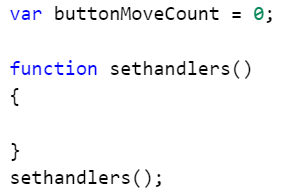 var buttonMoveCount = 0;
function sethandlers()
{
}
sethandlers();